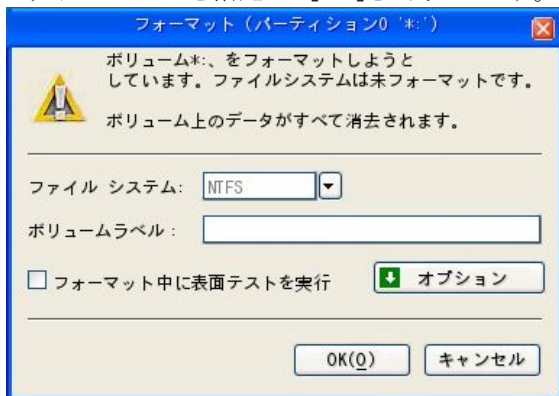 フォーマット (パーティション0 '*:')
ボリューム*:、をフォーマットしようと
しています。ファイルシステムは未フォーマットです。
ボリューム上のデータがすべて消去されます。
ファイル システム: NTFS
ボリュームラベル :
フォーマット中に表面テストを実行
オプション
OK(O)
キャンセル